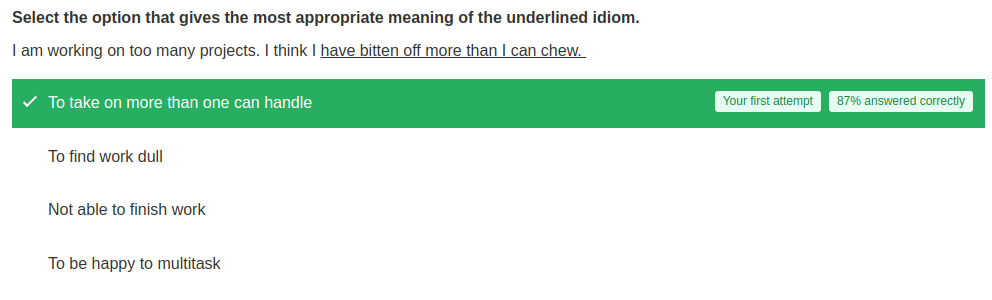 Select the option that gives the most appropriate meaning of the underlined idiom.
I am working on too many projects. I think I have bitten off more than I can chew.
To take on more than one can handle Your first attempt 87% answered correctly
To find work dull
Not able to finish work
To be happy to multitask